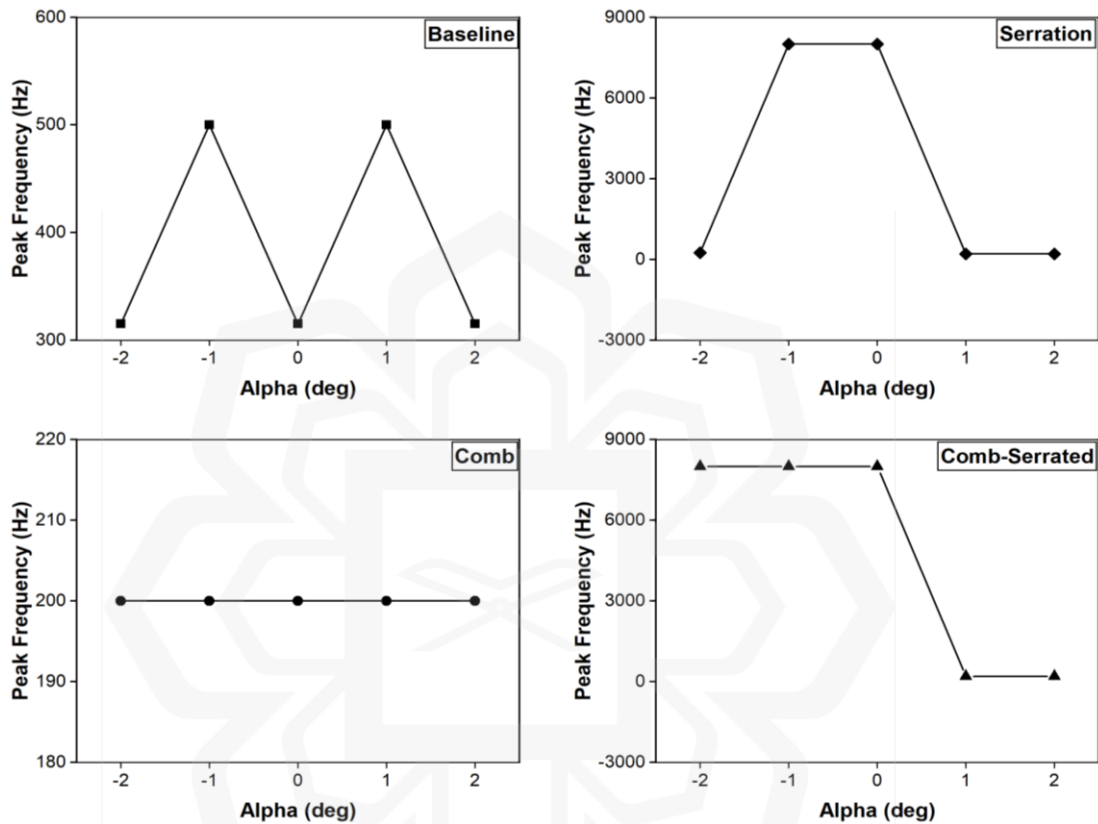 Baseline
Peak Frequency (Hz)
600
500
400
300
-2 -1 0 1 2
Alpha (deg)
Serration
Peak Frequency (Hz)
9000
6000
3000
0
-3000
-2 -1 0 1 2
Alpha (deg)
Comb
Peak Frequency (Hz)
220
210
200
190
180
-2 -1 0 1 2
Alpha (deg)
Comb-Serrated
Peak Frequency (Hz)
9000
6000
3000
0
-3000
-2 -1 0 1 2
Alpha (deg)